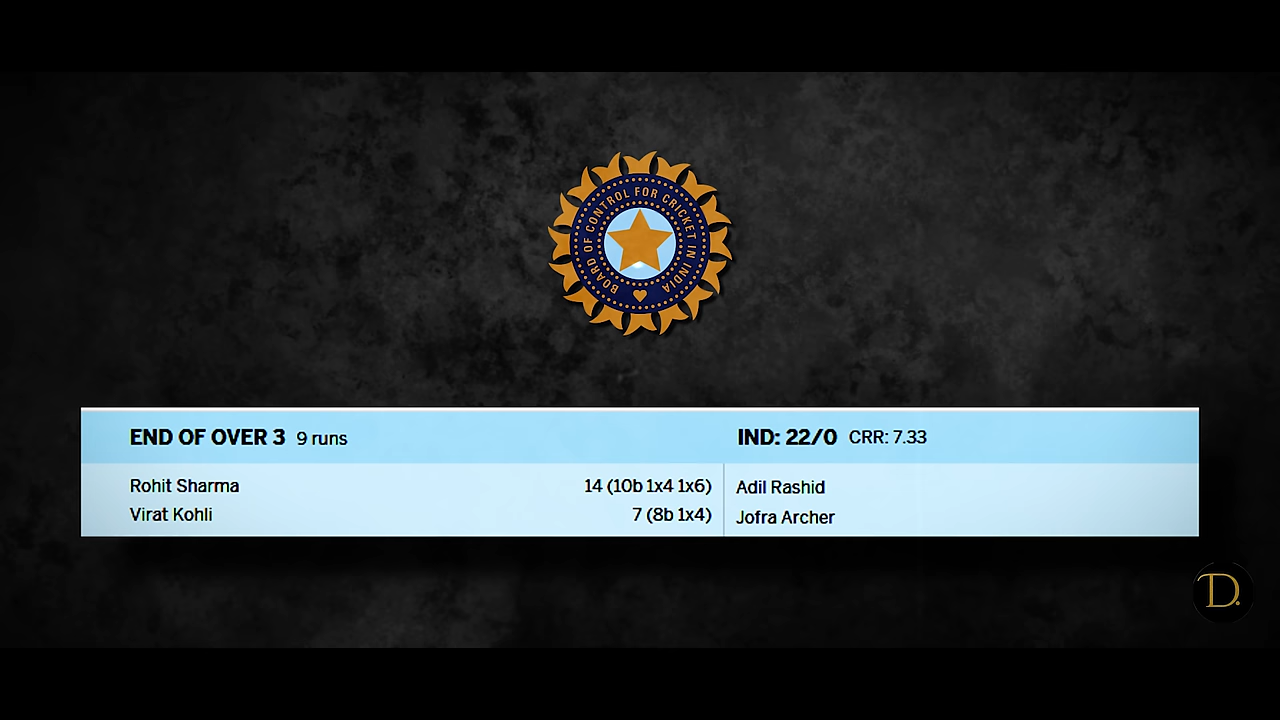 BOARD OF CONTROL FOR CRICKET IN INDIA
END OF OVER 3 9 runs
IND: 22/0 CRR: 7.33
Rohit Sharma 14 (10b 1x4 1x6)
Virat Kohli 7 (8b 1x4)
Adil Rashid
Jofra Archer
D.